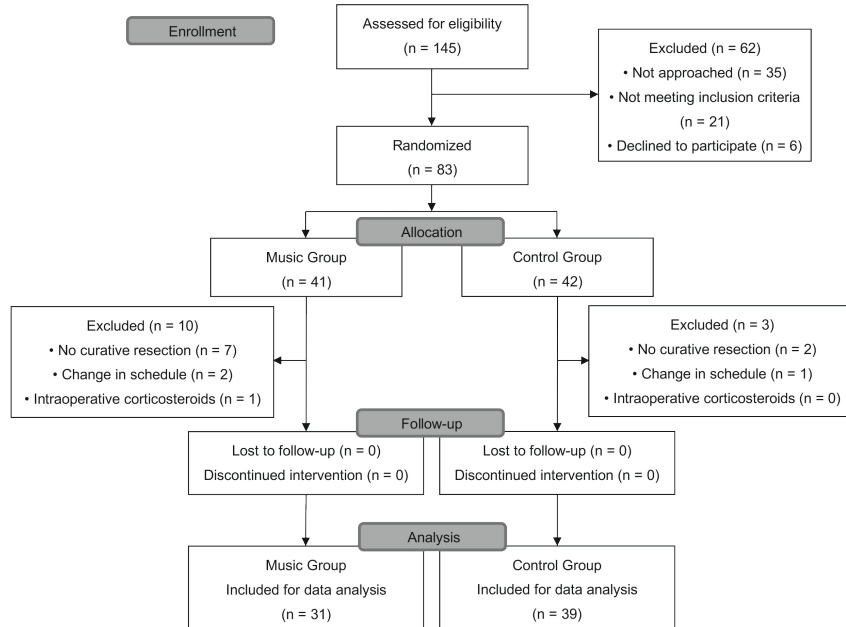 Enrollment
Assessed for eligibility
(n = 145)
Excluded (n = 62)
• Not approached (n = 35)
• Not meeting inclusion criteria
(n = 21)
• Declined to participate (n = 6)
Randomized
(n = 83)
Allocation
Music Group
(n = 41)
Control Group
(n = 42)
Excluded (n = 10)
• No curative resection (n = 7)
• Change in schedule (n = 2)
• Intraoperative corticosteroids (n = 1)
Excluded (n = 3)
• No curative resection (n = 2)
• Change in schedule (n = 1)
• Intraoperative corticosteroids (n = 0)
Follow-up
Lost to follow-up (n = 0)
Discontinued intervention (n = 0)
Lost to follow-up (n = 0)
Discontinued intervention (n = 0)
Analysis
Music Group
Included for data analysis
(n = 31)
Control Group
Included for data analysis
(n = 39)